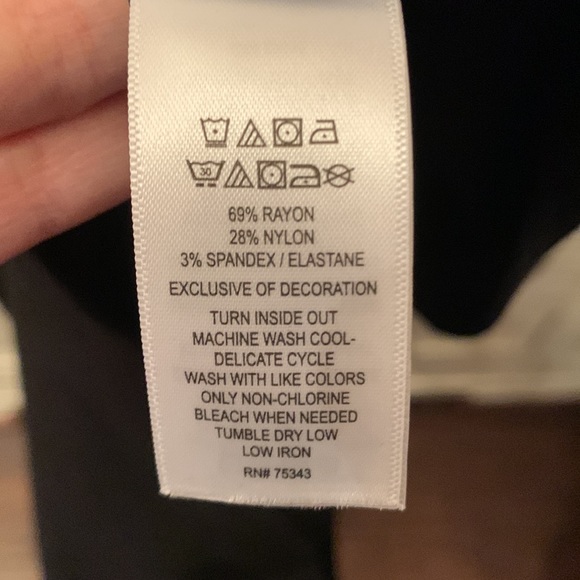 30
69% RAYON
28% NYLON
3% SPANDEX / ELASTANE
EXCLUSIVE OF DECORATION
TURN INSIDE OUT
MACHINE WASH COOL-
DELICATE CYCLE
WASH WITH LIKE COLORS
ONLY NON-CHLORINE
BLEACH WHEN NEEDED
TUMBLE DRY LOW
LOW IRON
RN# 75343